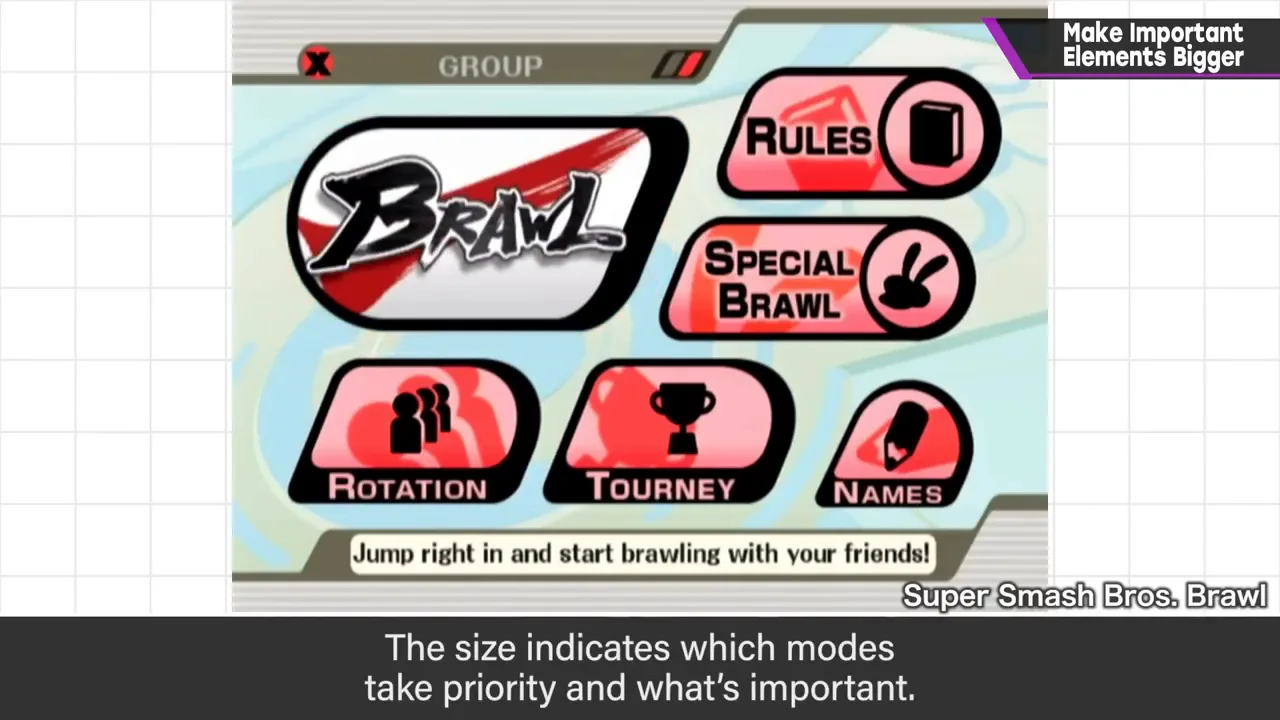 Make Important
Elements Bigger
GROUP
BRAWL
RULES
SPECIAL
BRAWL
ROTATION
TOURNEY
NAMES
Jump right in and start brawling with your friends!
Super Smash Bros. Brawl
The size indicates which modes
take priority and what's important.